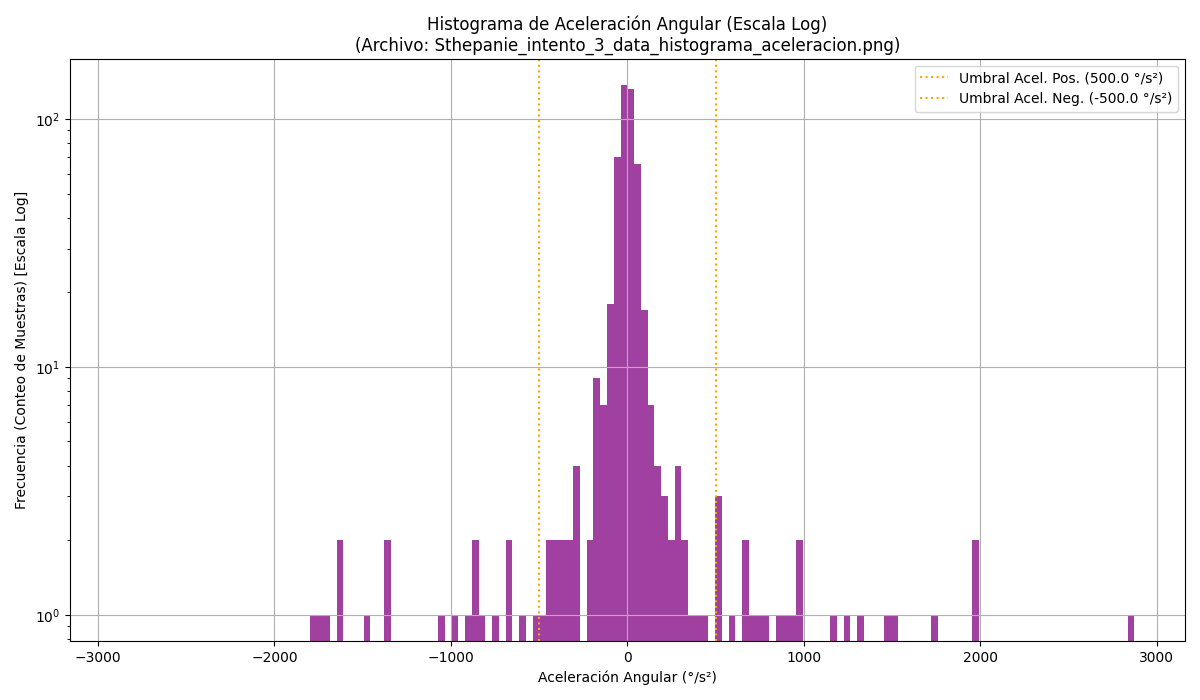 Histograma de Aceleración Angular (Escala Log)
(Archivo: Sthepanie_intento_3_data_histograma_aceleracion.png)
Umbral Acel. Pos. (500.0 °/s²)
Umbral Acel. Neg. (-500.0 °/s²)
Frecuencia (Conteo de Muestras) [Escala Log]
10²
10¹
10⁰
−3000 −2000 −1000 0 1000 2000 3000
Aceleración Angular (°/s²)